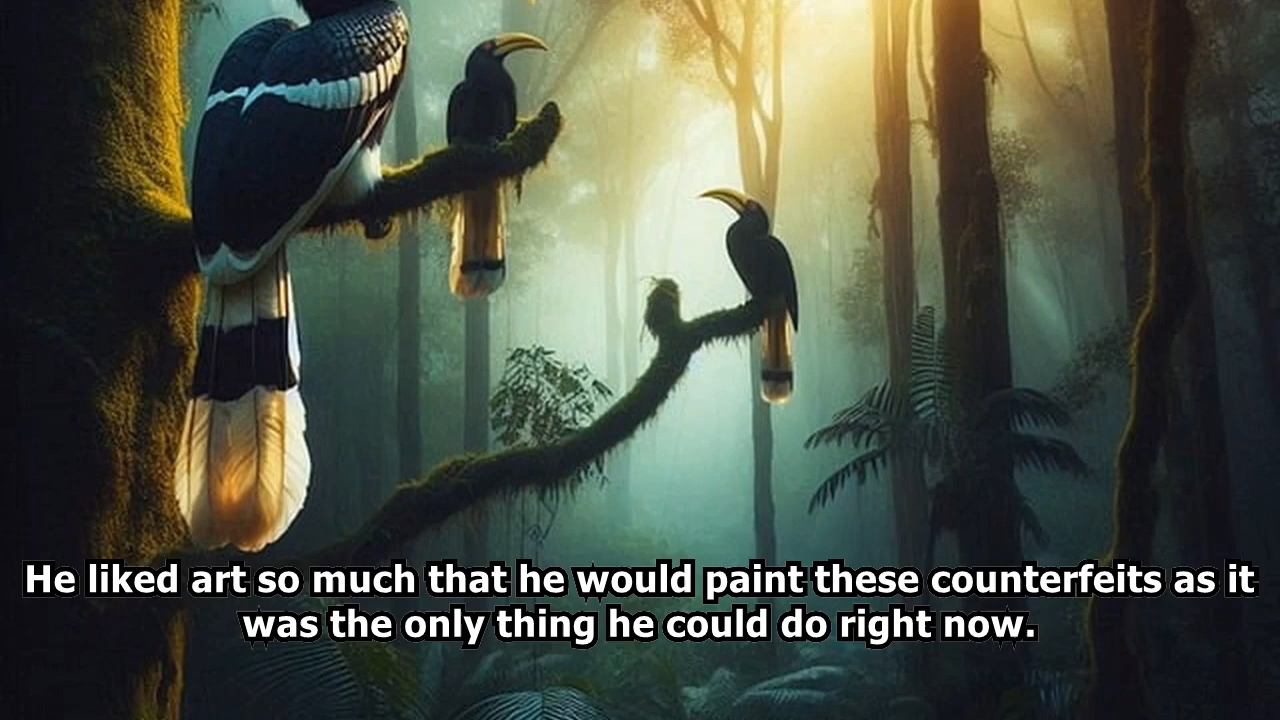 He liked art so much that he would paint these counterfeits as it
was the only thing he could do right now.